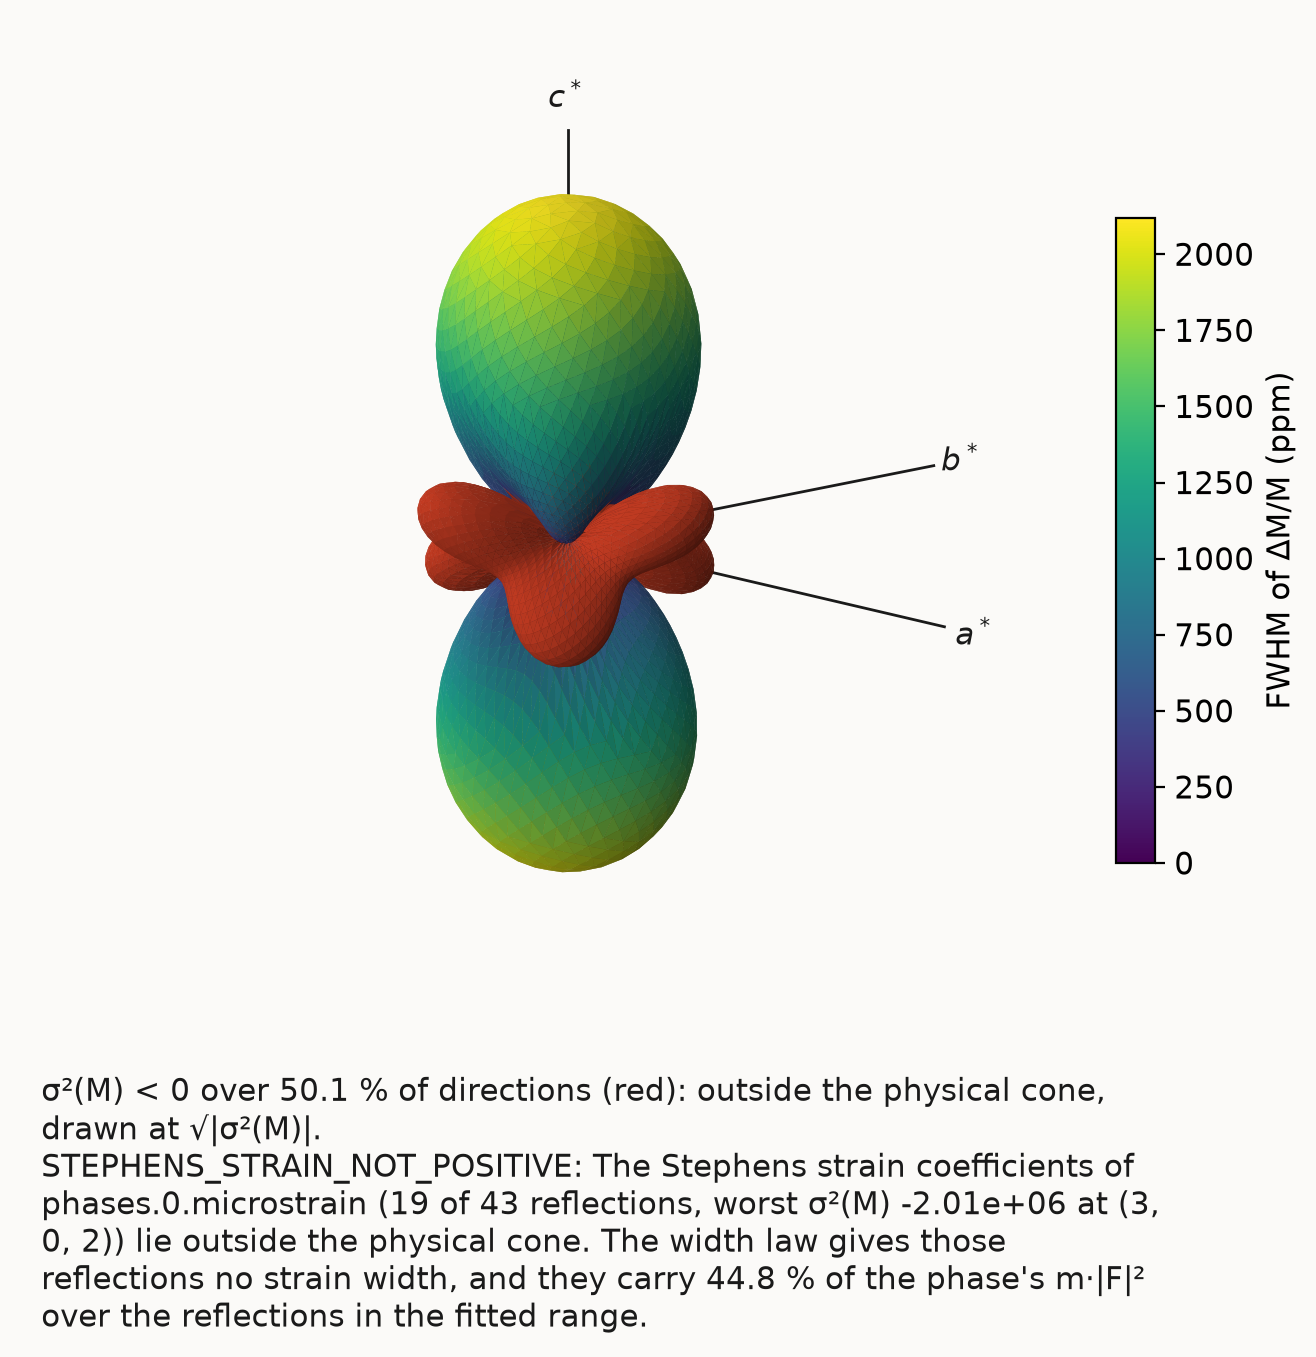 c*
b*
a*
2000
1750
1500
1250
1000
750
500
250
0
FWHM of ΔM/M (ppm)
σ²(M) < 0 over 50.1 % of directions (red): outside the physical cone,
drawn at √|σ²(M)|.
STEPHENS_STRAIN_NOT_POSITIVE: The Stephens strain coefficients of
phases.0.microstrain (19 of 43 reflections, worst σ²(M) -2.01e+06 at (3,
0, 2)) lie outside the physical cone. The width law gives those
reflections no strain width, and they carry 44.8 % of the phase's m·|F|²
over the reflections in the fitted range.